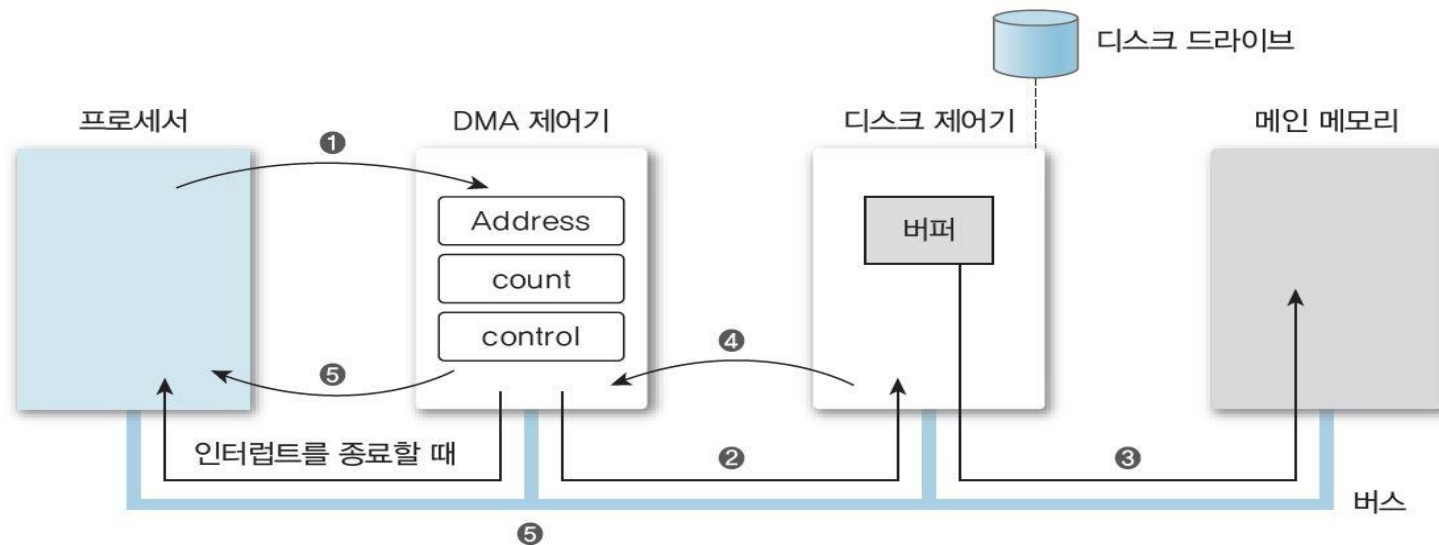 디스크 드라이브
프로세서
DMA 제어기
디스크 제어기
메인 메모리
❶
Address
count
control
버퍼
❹
❺
인터럽트를 종료할 때
❷
❸
버스
❺